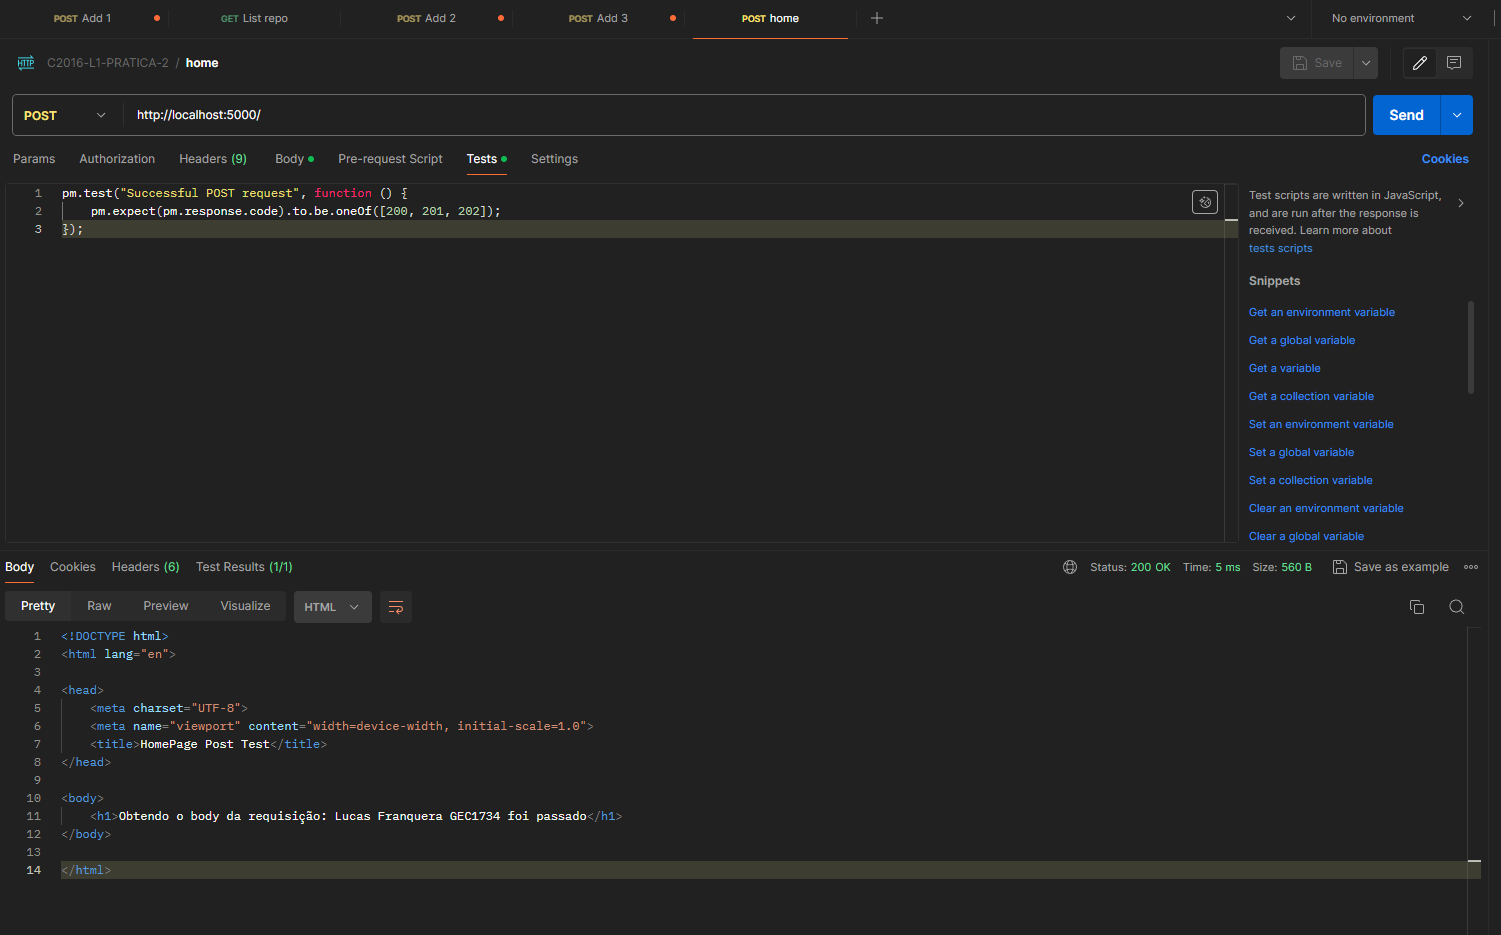 POST Add 1
GET List repo
POST Add 2
POST Add 3
POST home
No environment
HTTP C2016-L1-PRATICA-2 / home
Save
POST http://localhost:5000/
Send
Params Authorization Headers (9) Body Pre-request Script Tests Settings
Cookies
1 pm.test("Successful POST request", function () {
2 pm.expect(pm.response.code).to.be.oneOf([200, 201, 202]);
3 });
Test scripts are written in JavaScript,
and are run after the response is
received. Learn more about
tests scripts
Snippets
Get an environment variable
Get a global variable
Get a variable
Get a collection variable
Set an environment variable
Set a global variable
Set a collection variable
Clear an environment variable
Clear a global variable
Body Cookies Headers (6) Test Results (1/1)
Status: 200 OK Time: 5 ms Size: 560 B Save as example
Pretty Raw Preview Visualize HTML
1 <!DOCTYPE html>
2 <html lang="en">
3
4 <head>
5 <meta charset="UTF-8">
6 <meta name="viewport" content="width=device-width, initial-scale=1.0">
7 <title>HomePage Post Test</title>
8 </head>
9
10 <body>
11 <h1>Obtendo o body da requisição: Lucas Franquera GEC1734 foi passado</h1>
12 </body>
13
14 </html>